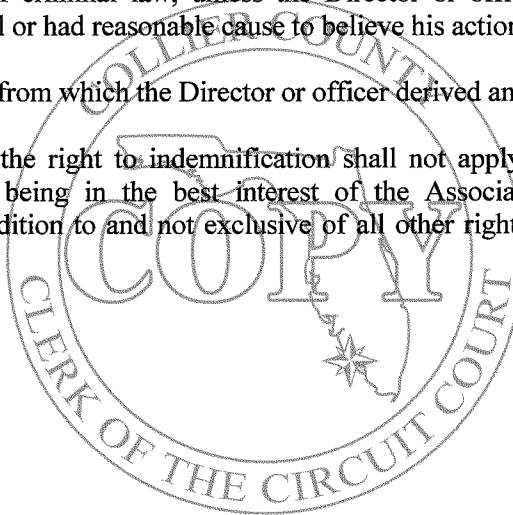 criminal law, unless the Director or
or had reasonable cause to believe his action
from which the Director or officer derived an
the right to indemnification shall not apply
being in the best interest of the Associa
dition to and not exclusive of all other right
COLLIER COUNTY
COPY
CLERK OF THE CIRCUIT COURT